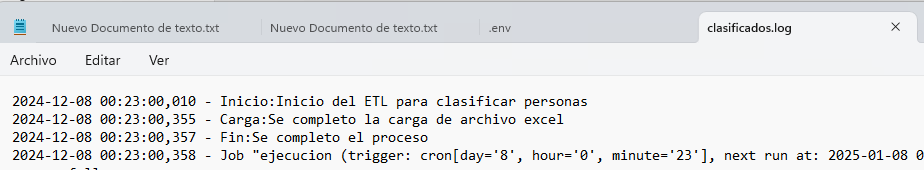 Nuevo Documento de texto.txt
Nuevo Documento de texto.txt
.env
clasificados.log
Archivo
Editar
Ver
2024-12-08 00:23:00,010 - Inicio:Inicio del ETL para clasificar personas
2024-12-08 00:23:00,355 - Carga:Se completo la carga de archivo excel
2024-12-08 00:23:00,357 - Fin:Se completo el proceso
2024-12-08 00:23:00,358 - Job "ejecucion (trigger: cron[day='8', hour='0', minute='23'], next run at: 2025-01-08 0